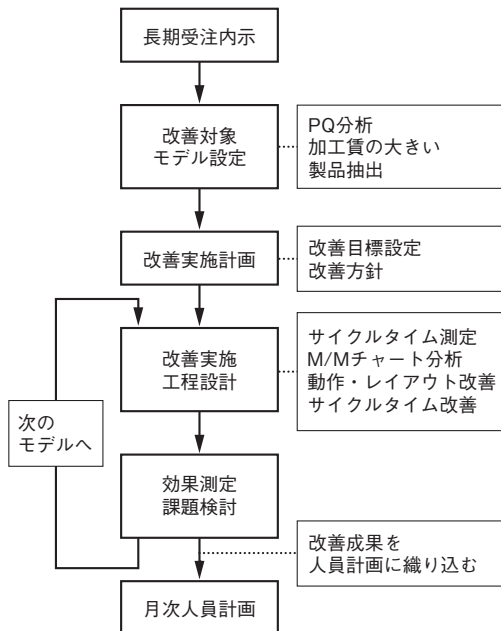 長期受注内示
改善対象
モデル設定
PQ分析
加工賃の大きい
製品抽出
改善実施計画
改善目標設定
改善方針
改善実施
工程設計
サイクルタイム測定
M/Mチャート分析
動作・レイアウト改善
サイクルタイム改善
次の
モデルへ
効果測定
課題検討
改善成果を
人員計画に織り込む
月次人員計画